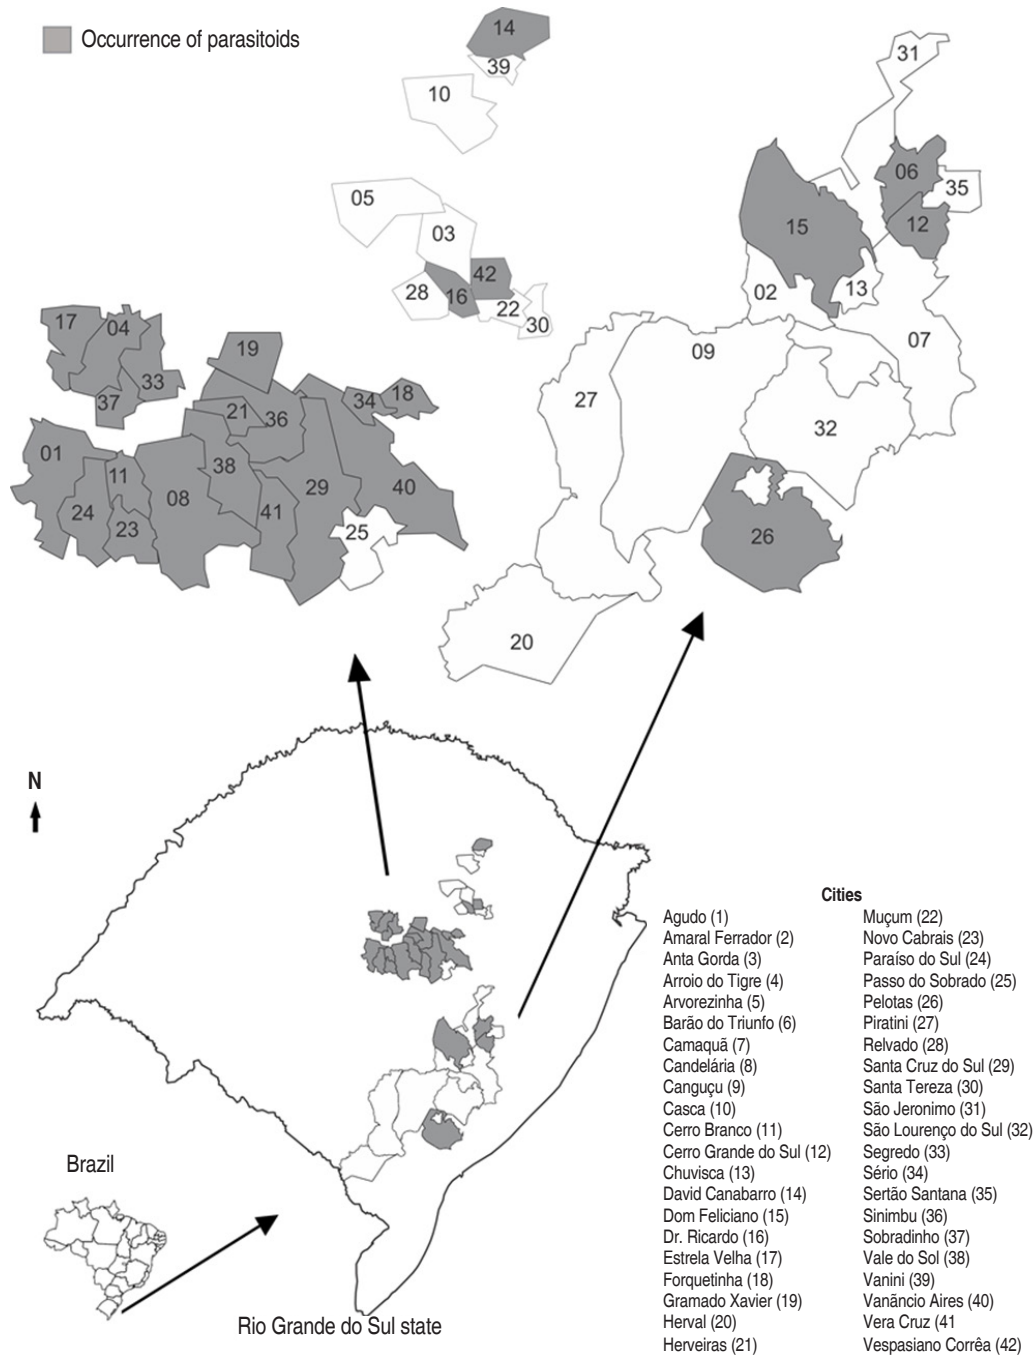 Occurrence of parasitoids
14
39
10
31
05
03
42
28
16
22
30
06
35
15
12
02
13
07
17
04
33
37
19
21
36
34
18
01
11
38
24
23
08
41
29
40
25
09
27
32
26
20
N
Brazil
Rio Grande do Sul state
Cities
Agudo (1)
Amaral Ferrador (2)
Anta Gorda (3)
Arroio do Tigre (4)
Arvorezinha (5)
Barão do Triunfo (6)
Camaquã (7)
Candelária (8)
Canguçu (9)
Casca (10)
Cerro Branco (11)
Cerro Grande do Sul (12)
Chuvisca (13)
David Canabarro (14)
Dom Feliciano (15)
Dr. Ricardo (16)
Estrela Velha (17)
Forquetinha (18)
Gramado Xavier (19)
Herval (20)
Herveiras (21)
Muçum (22)
Novo Cabrais (23)
Paraíso do Sul (24)
Passo do Sobrado (25)
Pelotas (26)
Piratini (27)
Relvado (28)
Santa Cruz do Sul (29)
Santa Tereza (30)
São Jeronimo (31)
São Lourenço do Sul (32)
Segredo (33)
Sério (34)
Sertão Santana (35)
Sinimbu (36)
Sobradinho (37)
Vale do Sol (38)
Vanini (39)
Vanãncio Aires (40)
Vera Cruz (41
Vespasiano Corrêa (42)